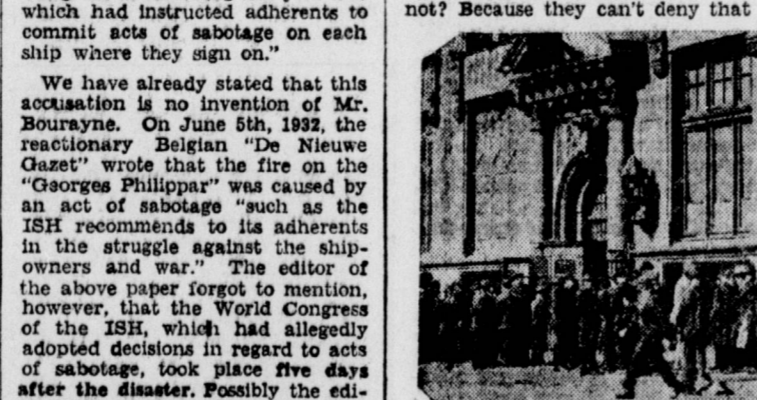 which had instructed adherents to
commit acts of sabotage on each
ship where they sign on."
We have already stated that this
accusation is no invention of Mr.
Bourayne. On June 5th, 1932, the
reactionary Belgian "De Nieuwe
Gazet" wrote that the fire on the
"Georges Philippar" was caused by
an act of sabotage "such as the
ISH recommends to its adherents
in the struggle against the ship-
owners and war." The editor of
the above paper forgot to mention,
however, that the World Congress
of the ISH, which had allegedly
adopted decisions in regard to acts
of sabotage, took place five days
after the disaster. Possibly the edi-
not? Because they can't deny that